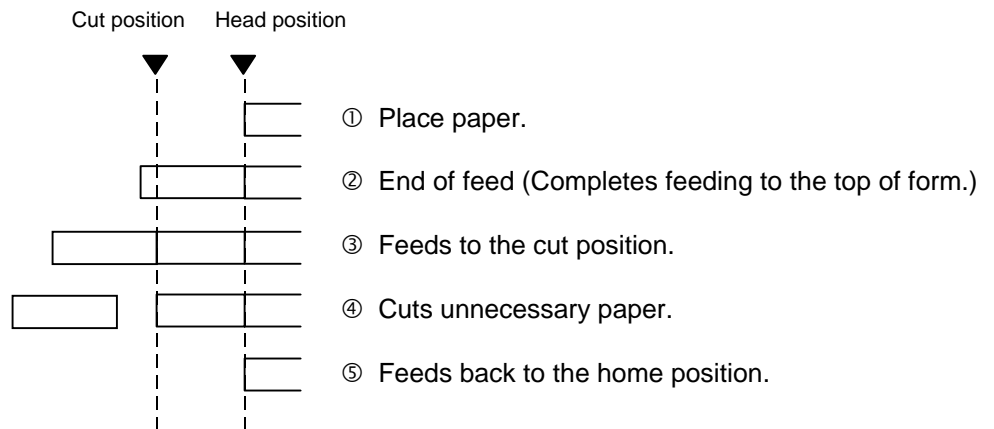 Cut position Head position
① Place paper.
② End of feed (Completes feeding to the top of form.)
③ Feeds to the cut position.
④ Cuts unnecessary paper.
⑤ Feeds back to the home position.